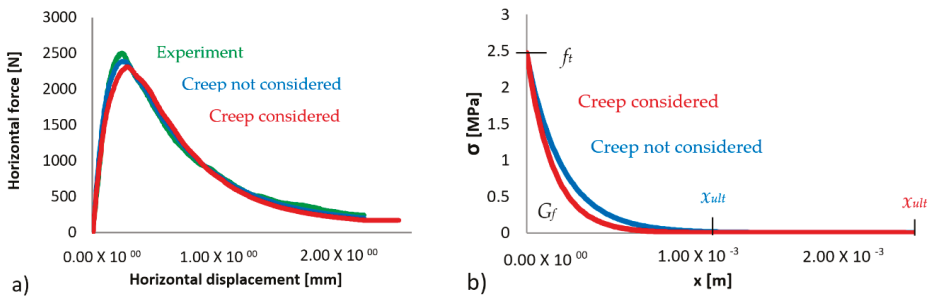 3000
2500
2000
1500
1000
500
0
Horizontal force [N]
Experiment
Creep not considered
Creep considered
0.00 X 10 00
1.00 X 10 00
2.00 X 10 00
Horizontal displacement [mm]
a)
3
2.5
2
1.5
1
0.5
0
σ [MPa]
ft
Creep considered
Creep not considered
Gf
xult
xult
0.00 X 10 00
1.00 X 10 -3
2.00 X 10 -3
x [m]
b)